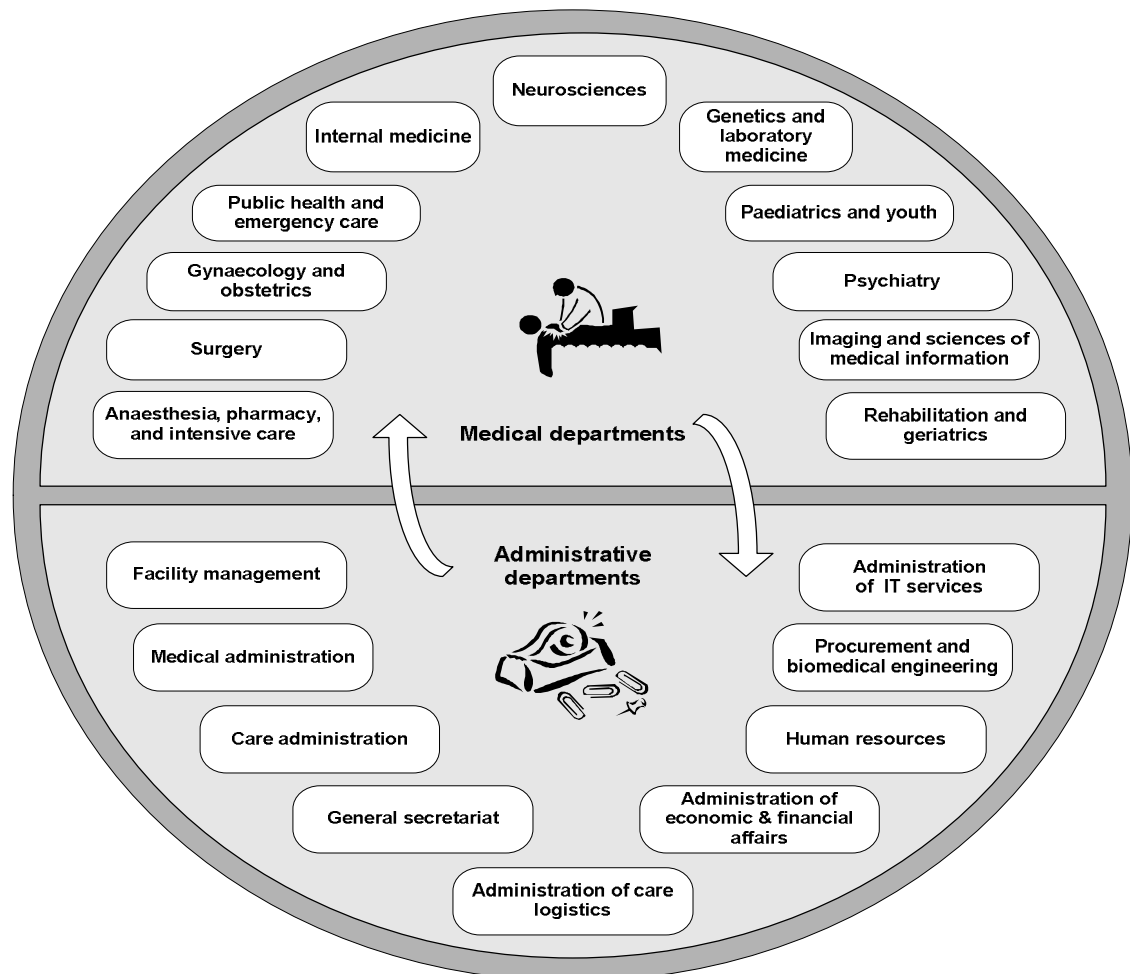 Neurosciences
Internal medicine
Genetics and
laboratory
medicine
Public health and
emergency care
Paediatrics and youth
Gynaecology and
obstetrics
Psychiatry
Surgery
Imaging and sciences of
medical information
Anaesthesia, pharmacy,
and intensive care
Medical departments
Rehabilitation and
geriatrics
Administrative
departments
Facility management
Administration
of IT services
Medical administration
Procurement and
biomedical engineering
Care administration
Human resources
General secretariat
Administration of
economic & financial
affairs
Administration of care
logistics